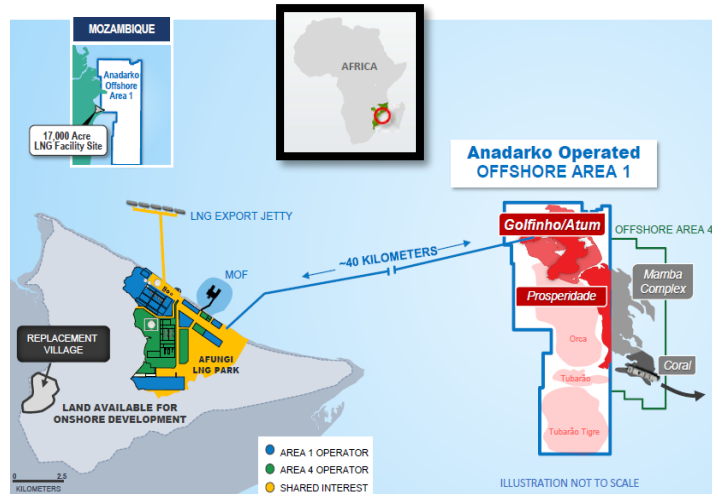 MOZAMBIQUE
Anadarko
Offshore
Area 1
17,000 Acre
LNG Facility Site
AFRICA
Anadarko Operated
OFFSHORE AREA 1
LNG EXPORT JETTY
MOF
~40 KILOMETERS
Golfinho/Atum
OFFSHORE AREA 4
Mamba
Complex
Prosperidade
Orca
Coral
Tubarão
Tubarão Tigre
REPLACEMENT
VILLAGE
AFUNGI
LNG PARK
LAND AVAILABLE FOR
ONSHORE DEVELOPMENT
AREA 1 OPERATOR
AREA 4 OPERATOR
SHARED INTEREST
0 2.5
KILOMETERS
ILLUSTRATION NOT TO SCALE